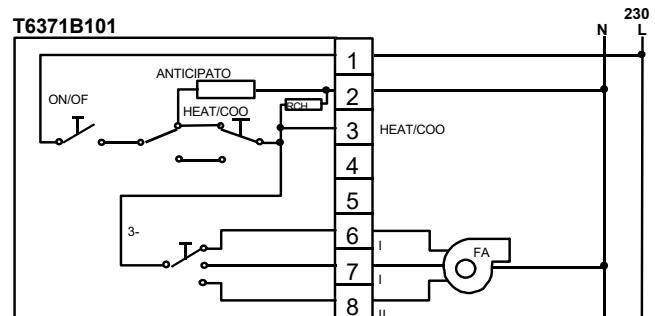 T6371B101
230
N L
1
ANTICIPATO
2
ON/OF
HEAT/COO
RCH
3
HEAT/COO
4
5
3-
6
I
FA
7
I
8
II